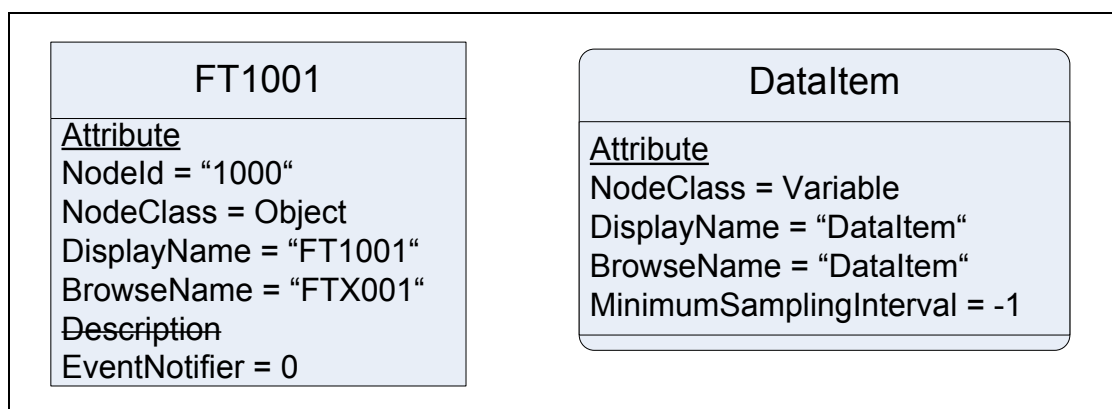 FT1001
Attribute
NodeId = “1000“
NodeClass = Object
DisplayName = “FT1001“
BrowseName = “FTX001“
Description
EventNotifier = 0
DataItem
Attribute
NodeClass = Variable
DisplayName = “DataItem“
BrowseName = “DataItem“
MinimumSamplingInterval = -1